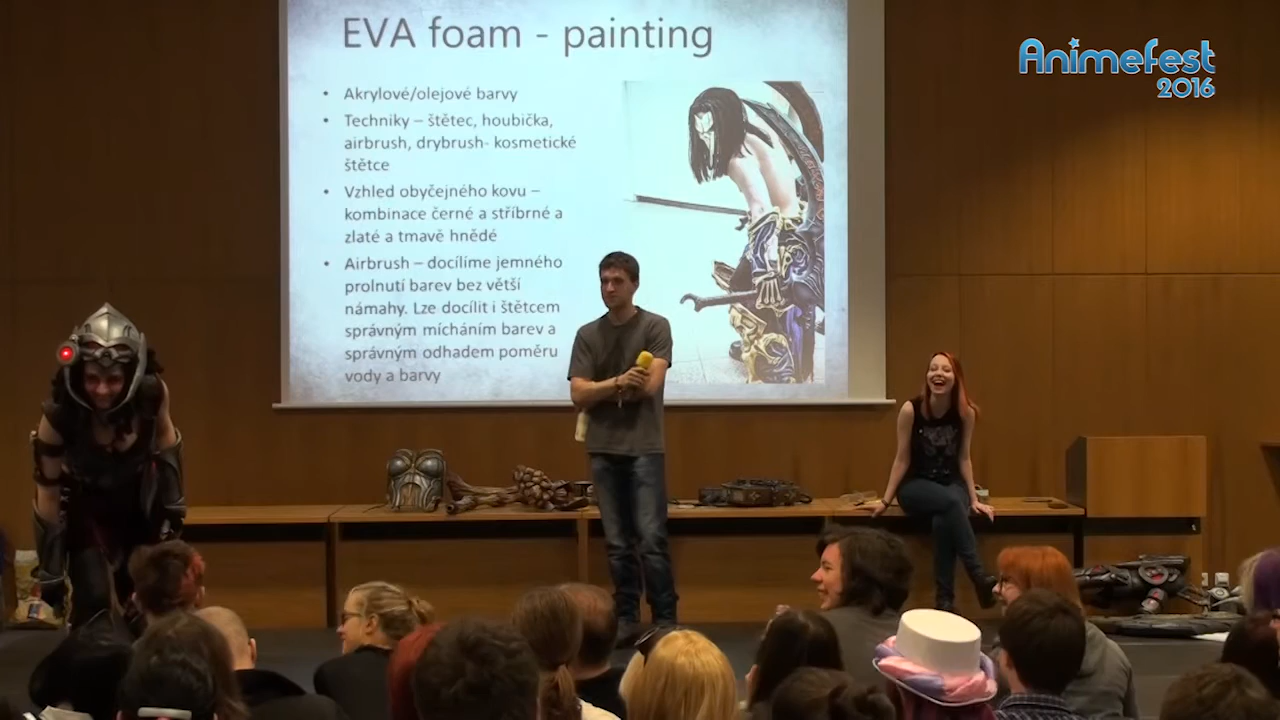 EVA foam - painting
AnimeFest
2016
• Akrylové/olejové barvy
• Techniky – štětec, houbička,
airbrush, drybrush- kosmetické
štětce
• Vzhled obyčejného kovu –
kombinace černé a stříbrné a
zlaté a tmavě hnědé
• Airbrush – docílíme jemného
prolnutí barev bez větší
námahy. Lze docílit i štětcem
správným mícháním barev a
správným odhadem poměru
vody a barvy